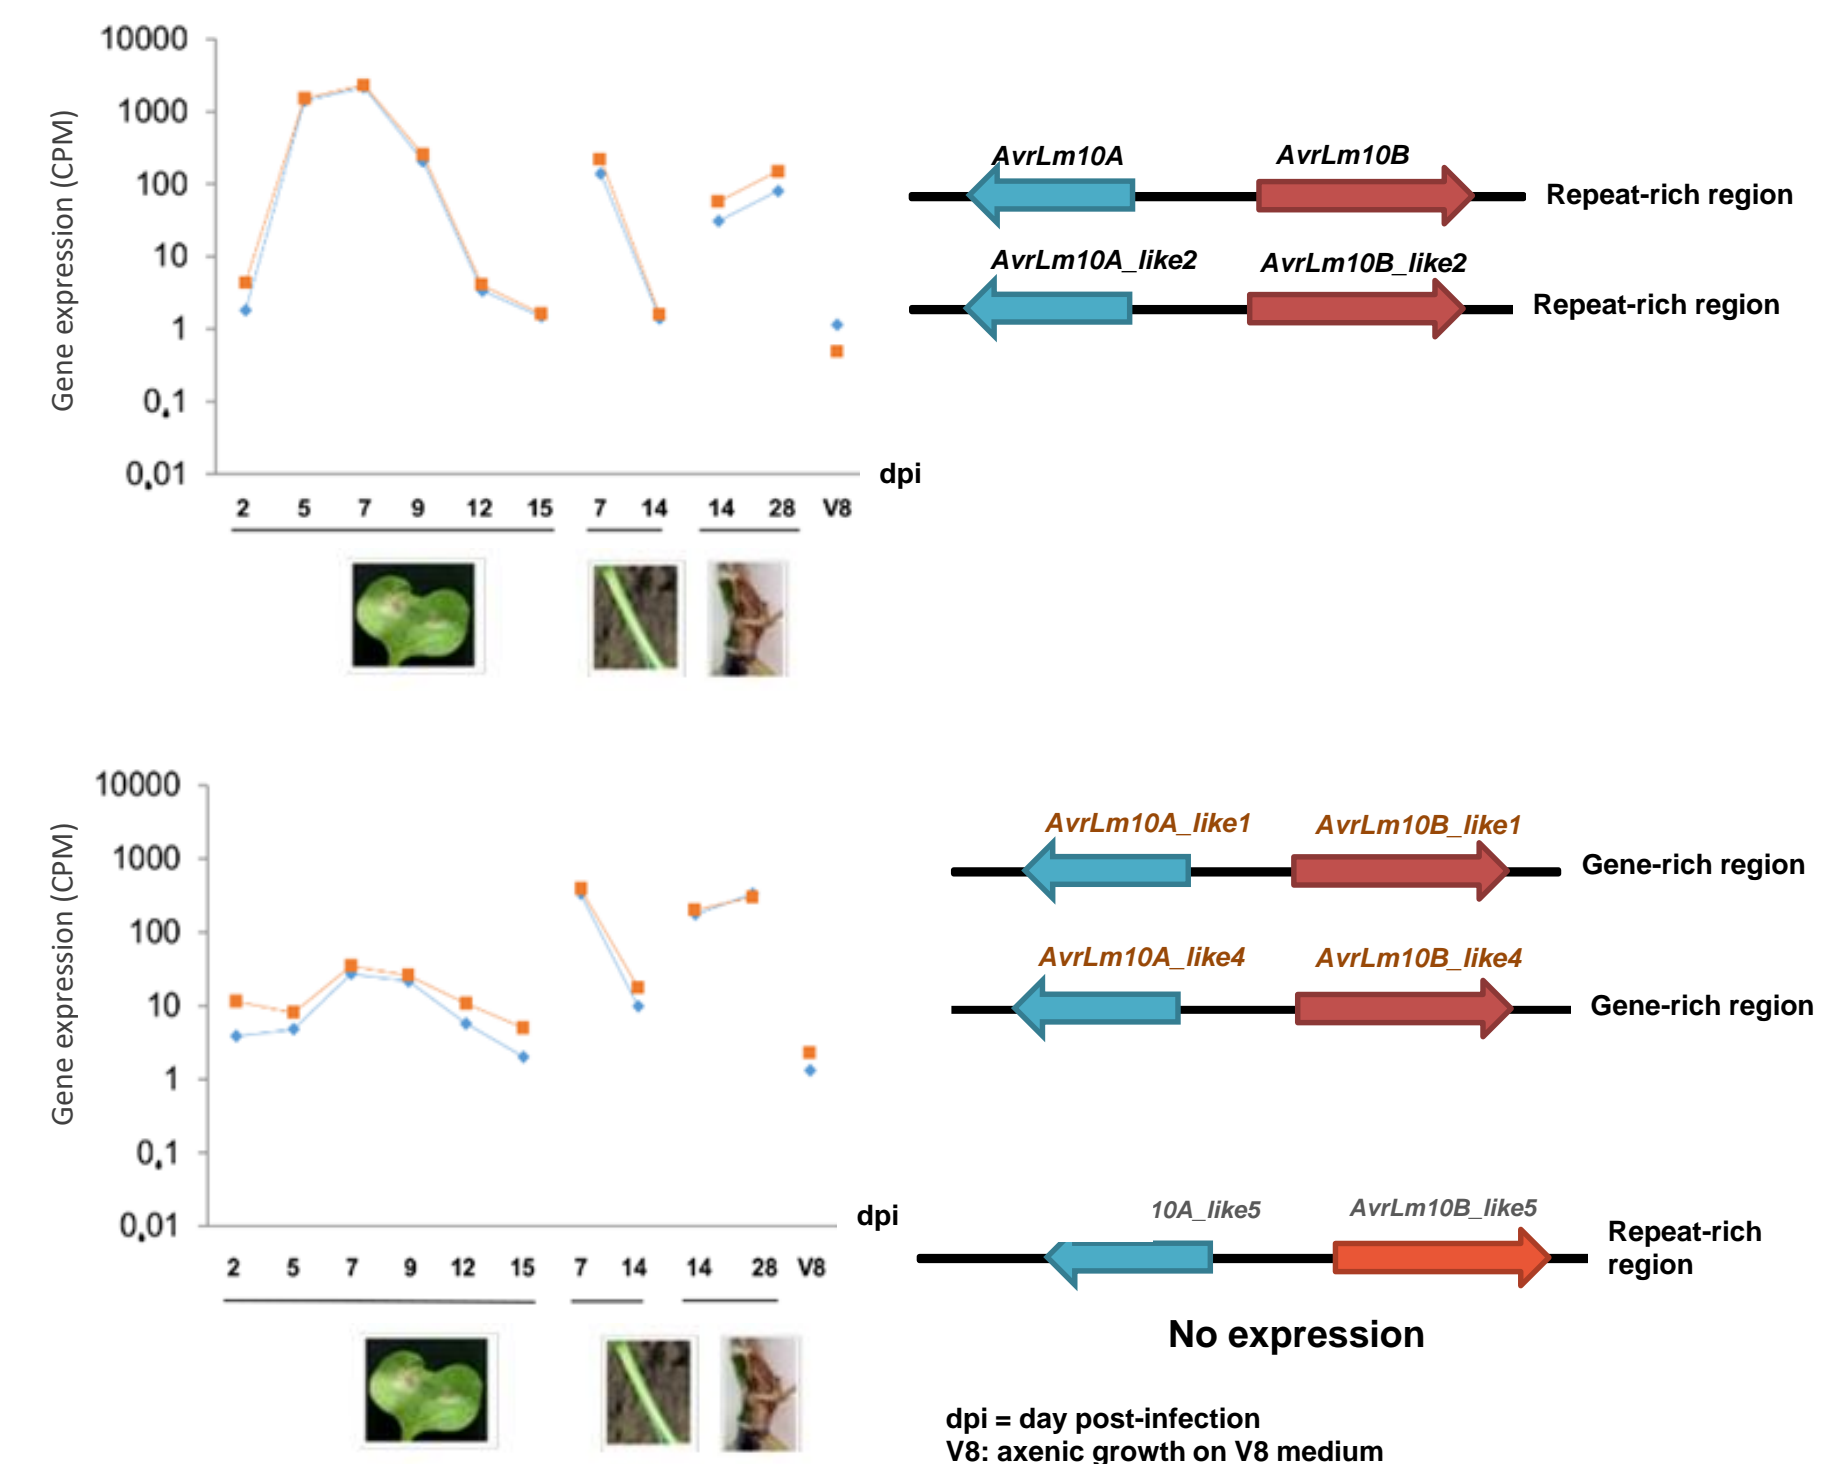 10000
1000
100
10
1
0,1
0,01
Gene expression (CPM)
dpi
2 5 7 9 12 15 7 14 14 28 V8
AvrLm10A AvrLm10B
Repeat-rich region
AvrLm10A_like2 AvrLm10B_like2
Repeat-rich region
10000
1000
100
10
1
0,1
0,01
Gene expression (CPM)
dpi
2 5 7 9 12 15 7 14 14 28 V8
AvrLm10A_like1 AvrLm10B_like1
Gene-rich region
AvrLm10A_like4 AvrLm10B_like4
Gene-rich region
10A_like5 AvrLm10B_like5
Repeat-rich
region
No expression
dpi = day post-infection
V8: axenic growth on V8 medium